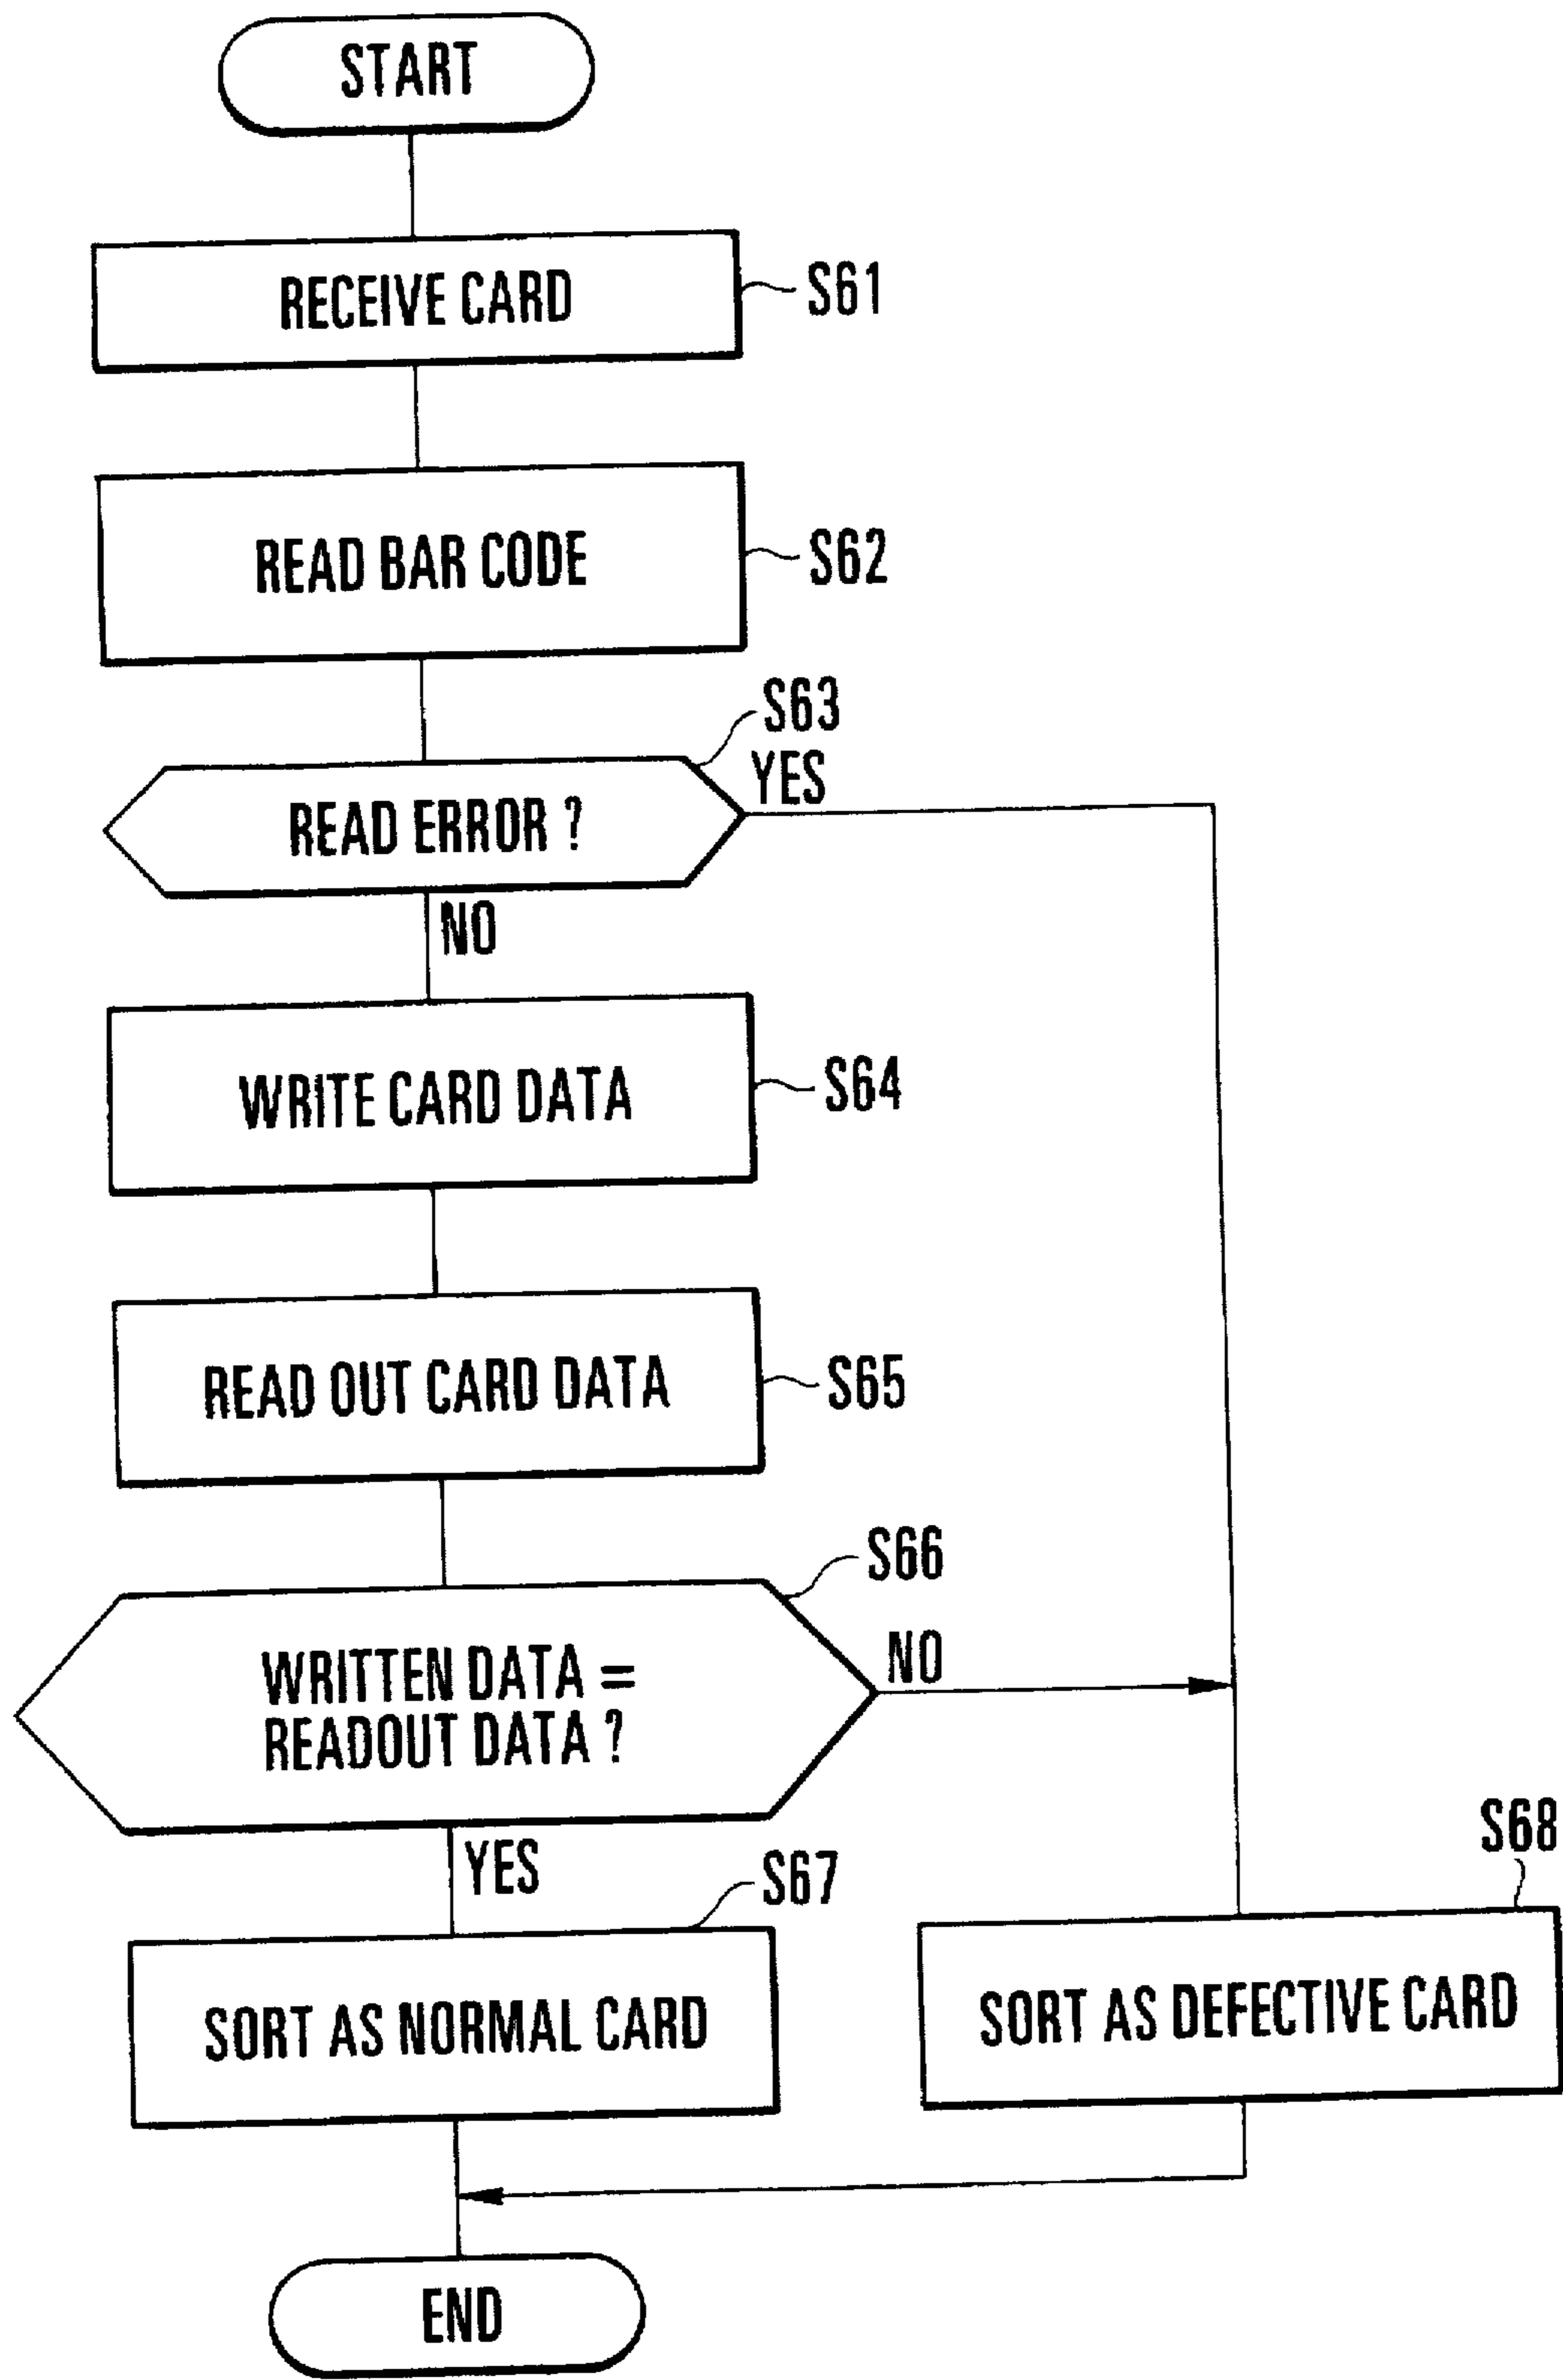 START
RECEIVE CARD
S61
READ BAR CODE
S62
S63
READ ERROR ?
YES
NO
WRITE CARD DATA
S64
READ OUT CARD DATA
S65
S66
WRITTEN DATA =
READOUT DATA ?
NO
YES
S67
SORT AS NORMAL CARD
S68
SORT AS DEFECTIVE CARD
END